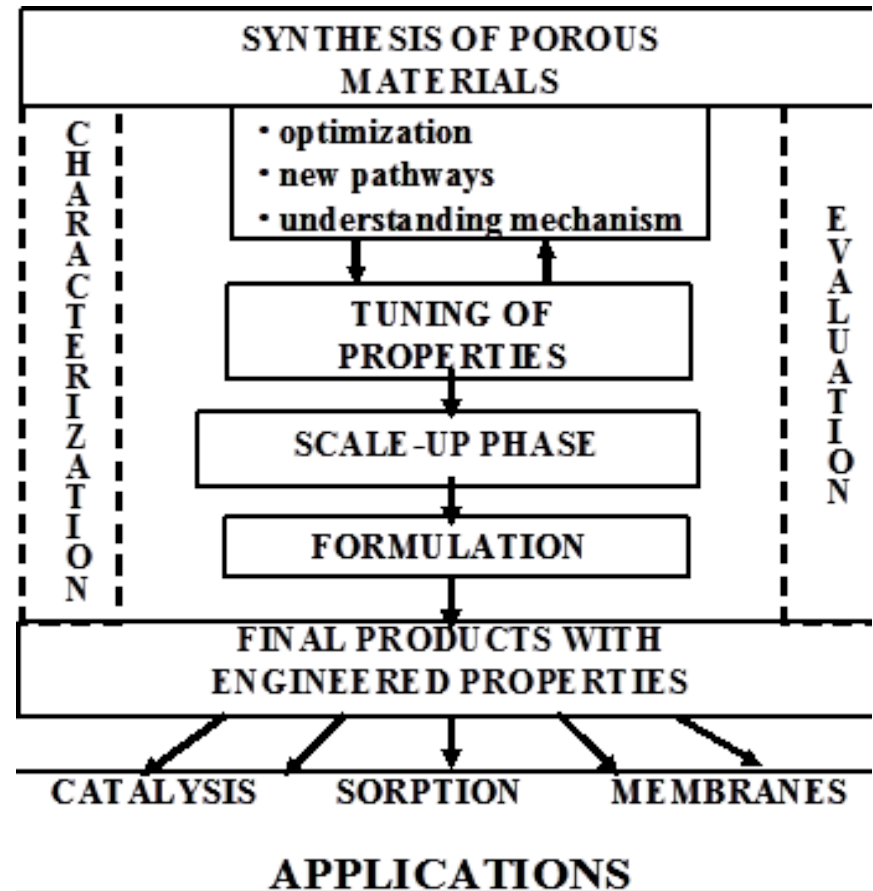 SYNTHESIS OF POROUS
MATERIALS
CHARACTERIZATION
· optimization
· new pathways
· understanding mechanism
EVALUATION
TUNING OF
PROPERTIES
SCALE-UP PHASE
FORMULATION
FINAL PRODUCTS WITH
ENGINEERED PROPERTIES
CATALYSIS SORPTION MEMBRANES
APPLICATIONS